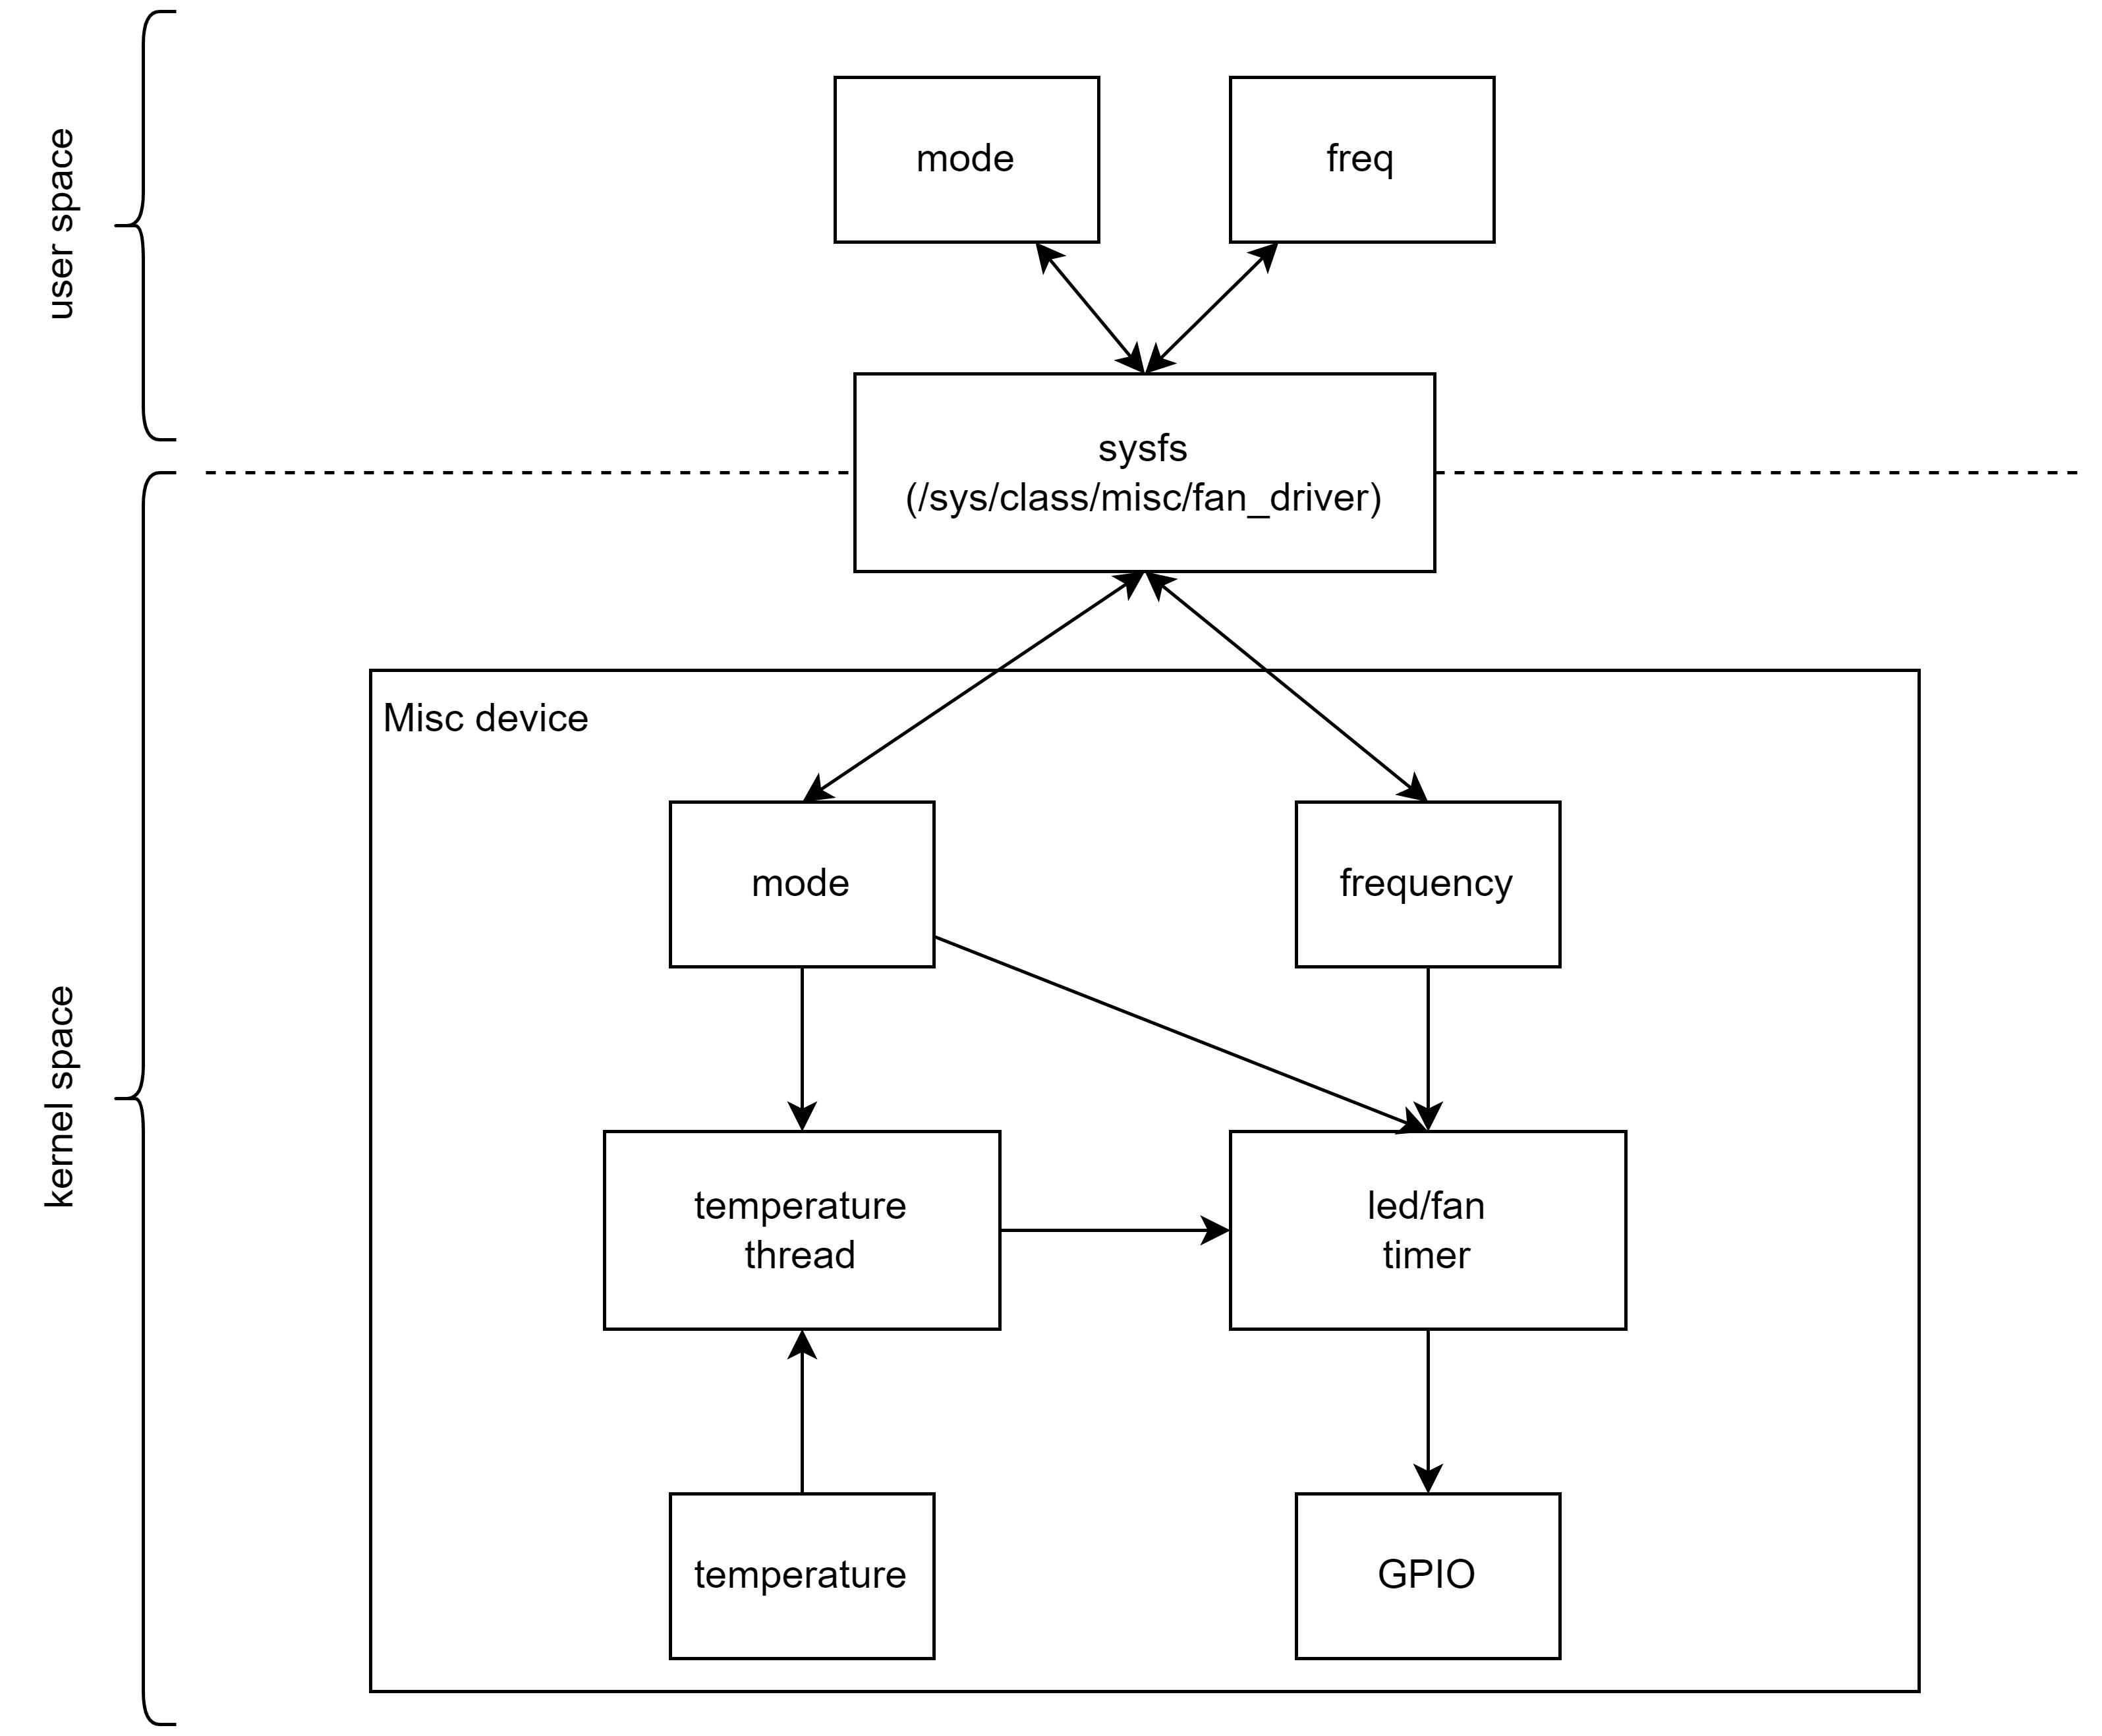 user space
mode
freq
sysfs
(/sys/class/misc/fan_driver)
kernel space
Misc device
mode
frequency
temperature
thread
led/fan
timer
temperature
GPIO